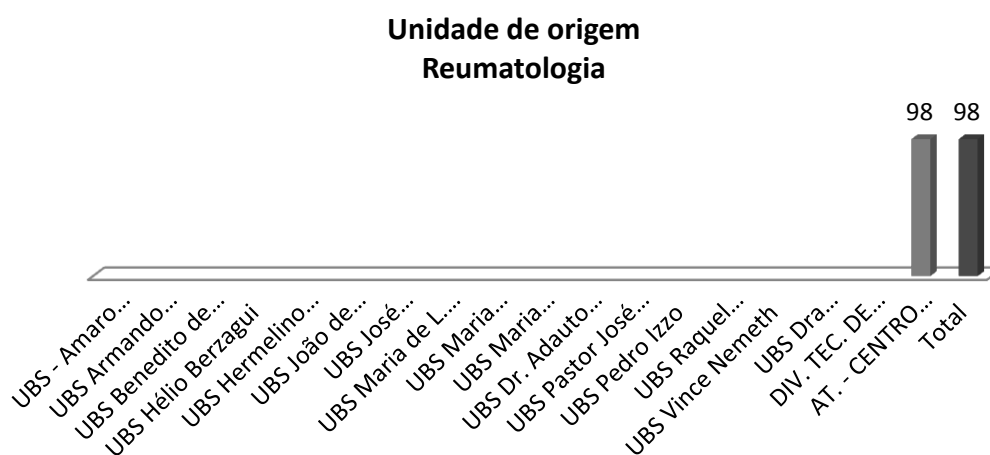 Unidade de origem
Reumatologia
98 98
UBS - Amaro...
UBS Armando...
UBS Benedito de...
UBS Hélio Berzagui
UBS Hermelino...
UBS João de...
UBS José...
UBS Maria de L....
UBS Maria...
UBS Maria...
UBS Dr. Adauto...
UBS Pastor José...
UBS Pedro Izzo
UBS Raquel...
UBS Vince Nemeth
UBS Dra...
DIV. TEC. DE...
AT. - CENTRO...
Total